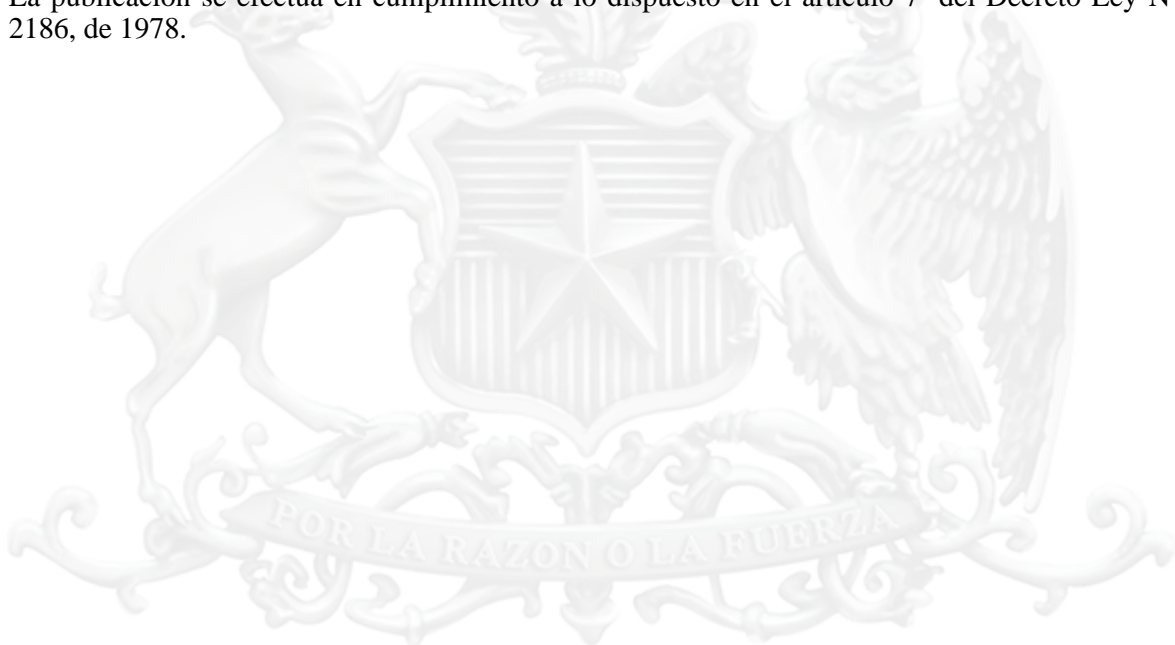 La publicación se efectúa en cumplimiento a lo dispuesto en el artículo 7° del Decreto Ley N°
2186, de 1978.
POR LA RAZON O LA FUERZA